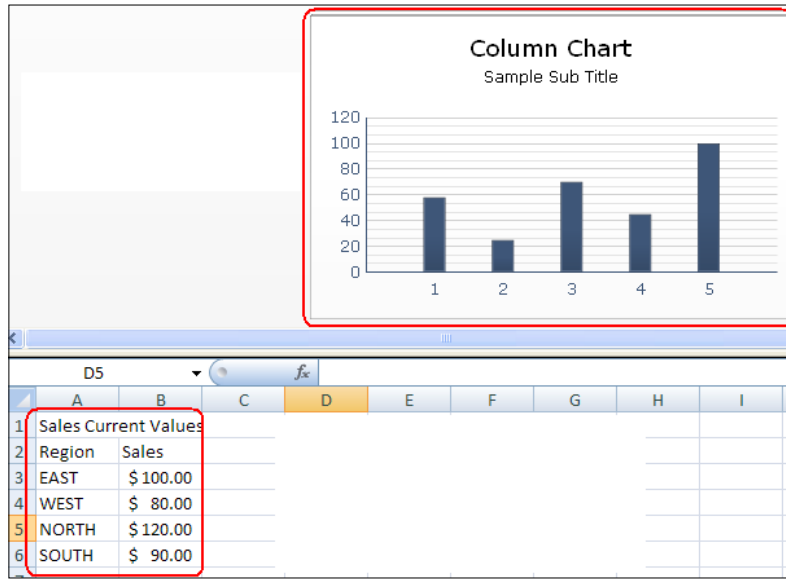 Column Chart
Sample Sub Title
120
100
80
60
40
20
0
1 2 3 4 5
D5 fx
A B C D E F G H I
1 Sales Current Values
2 Region Sales
3 EAST $ 100.00
4 WEST $ 80.00
5 NORTH $ 120.00
6 SOUTH $ 90.00